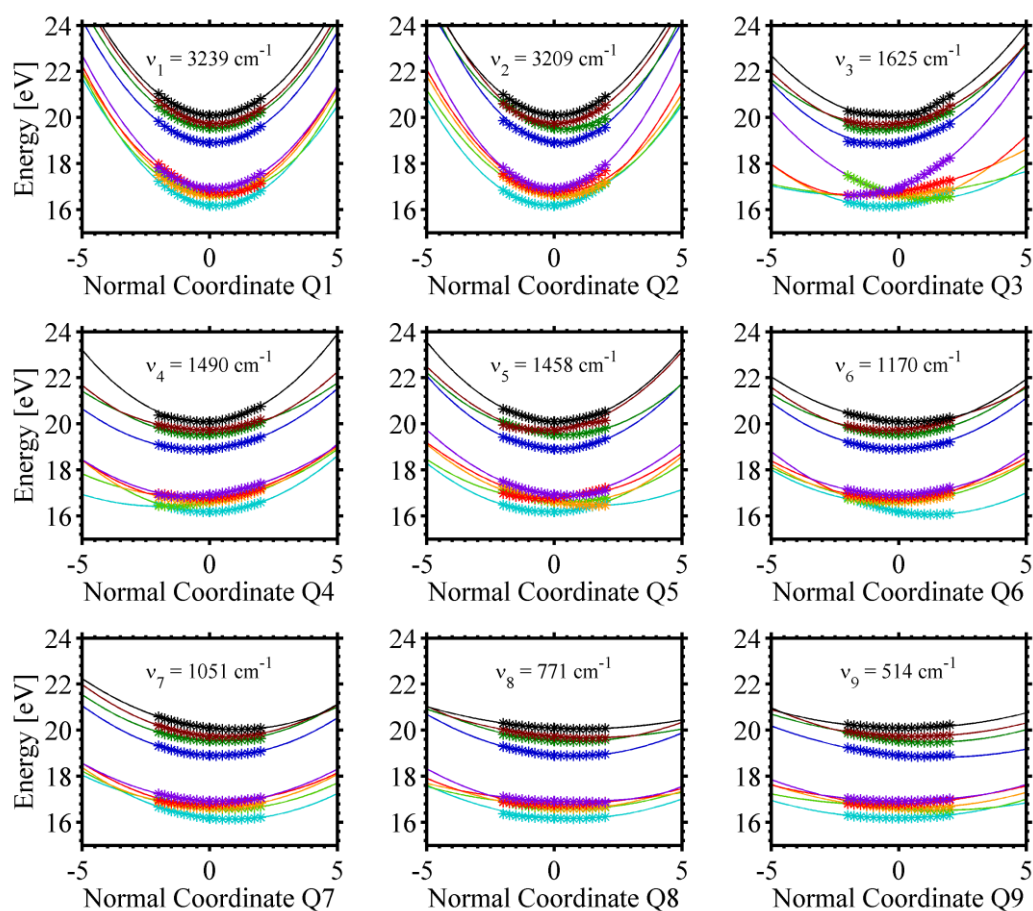 24
22
20
18
16
Energy [eV]
ν1 = 3239 cm-1
-5 0 5
Normal Coordinate Q1
24
22
20
18
16
ν2 = 3209 cm-1
-5 0 5
Normal Coordinate Q2
24
22
20
18
16
ν3 = 1625 cm-1
-5 0 5
Normal Coordinate Q3
24
22
20
18
16
Energy [eV]
ν4 = 1490 cm-1
-5 0 5
Normal Coordinate Q4
24
22
20
18
16
ν5 = 1458 cm-1
-5 0 5
Normal Coordinate Q5
24
22
20
18
16
ν6 = 1170 cm-1
-5 0 5
Normal Coordinate Q6
24
22
20
18
16
Energy [eV]
ν7 = 1051 cm-1
-5 0 5
Normal Coordinate Q7
24
22
20
18
16
ν8 = 771 cm-1
-5 0 5
Normal Coordinate Q8
24
22
20
18
16
ν9 = 514 cm-1
-5 0 5
Normal Coordinate Q9